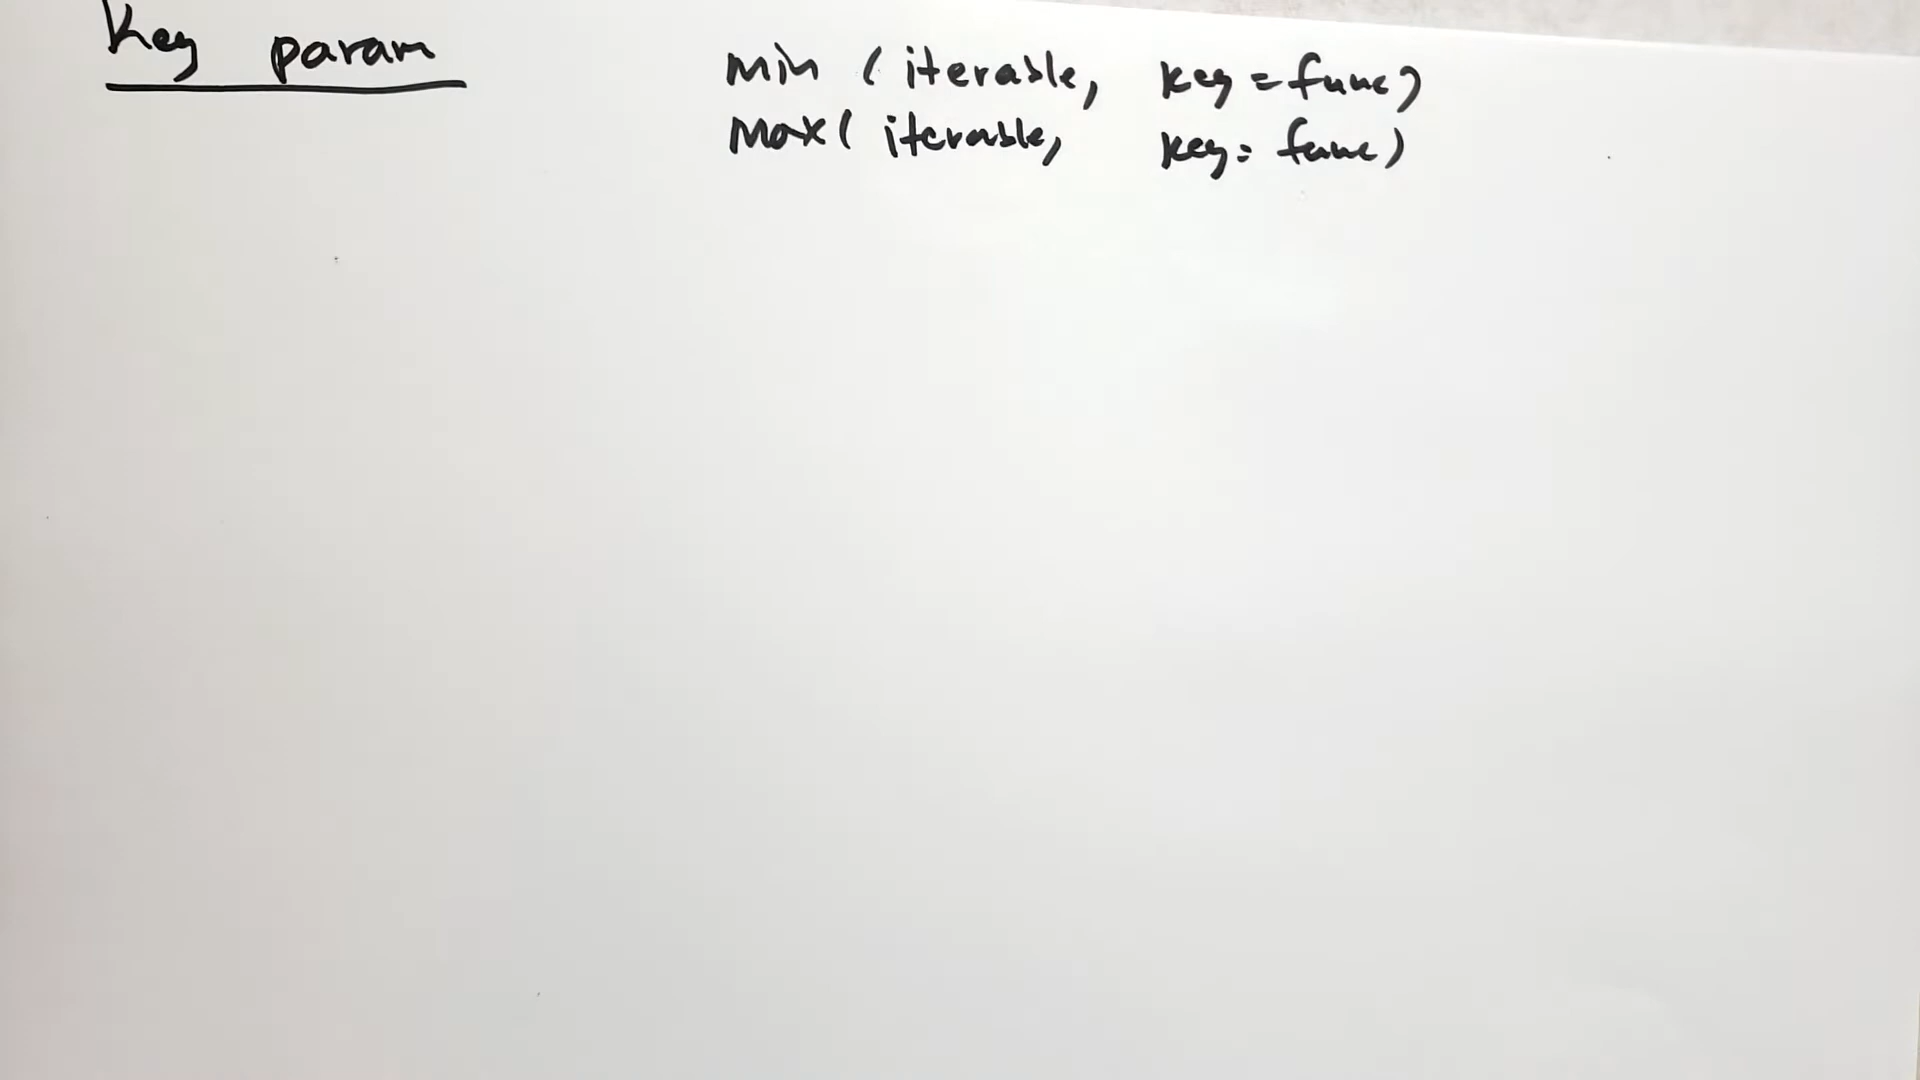 Key param
min (iterable, key = func)
max( iterable, key = func)